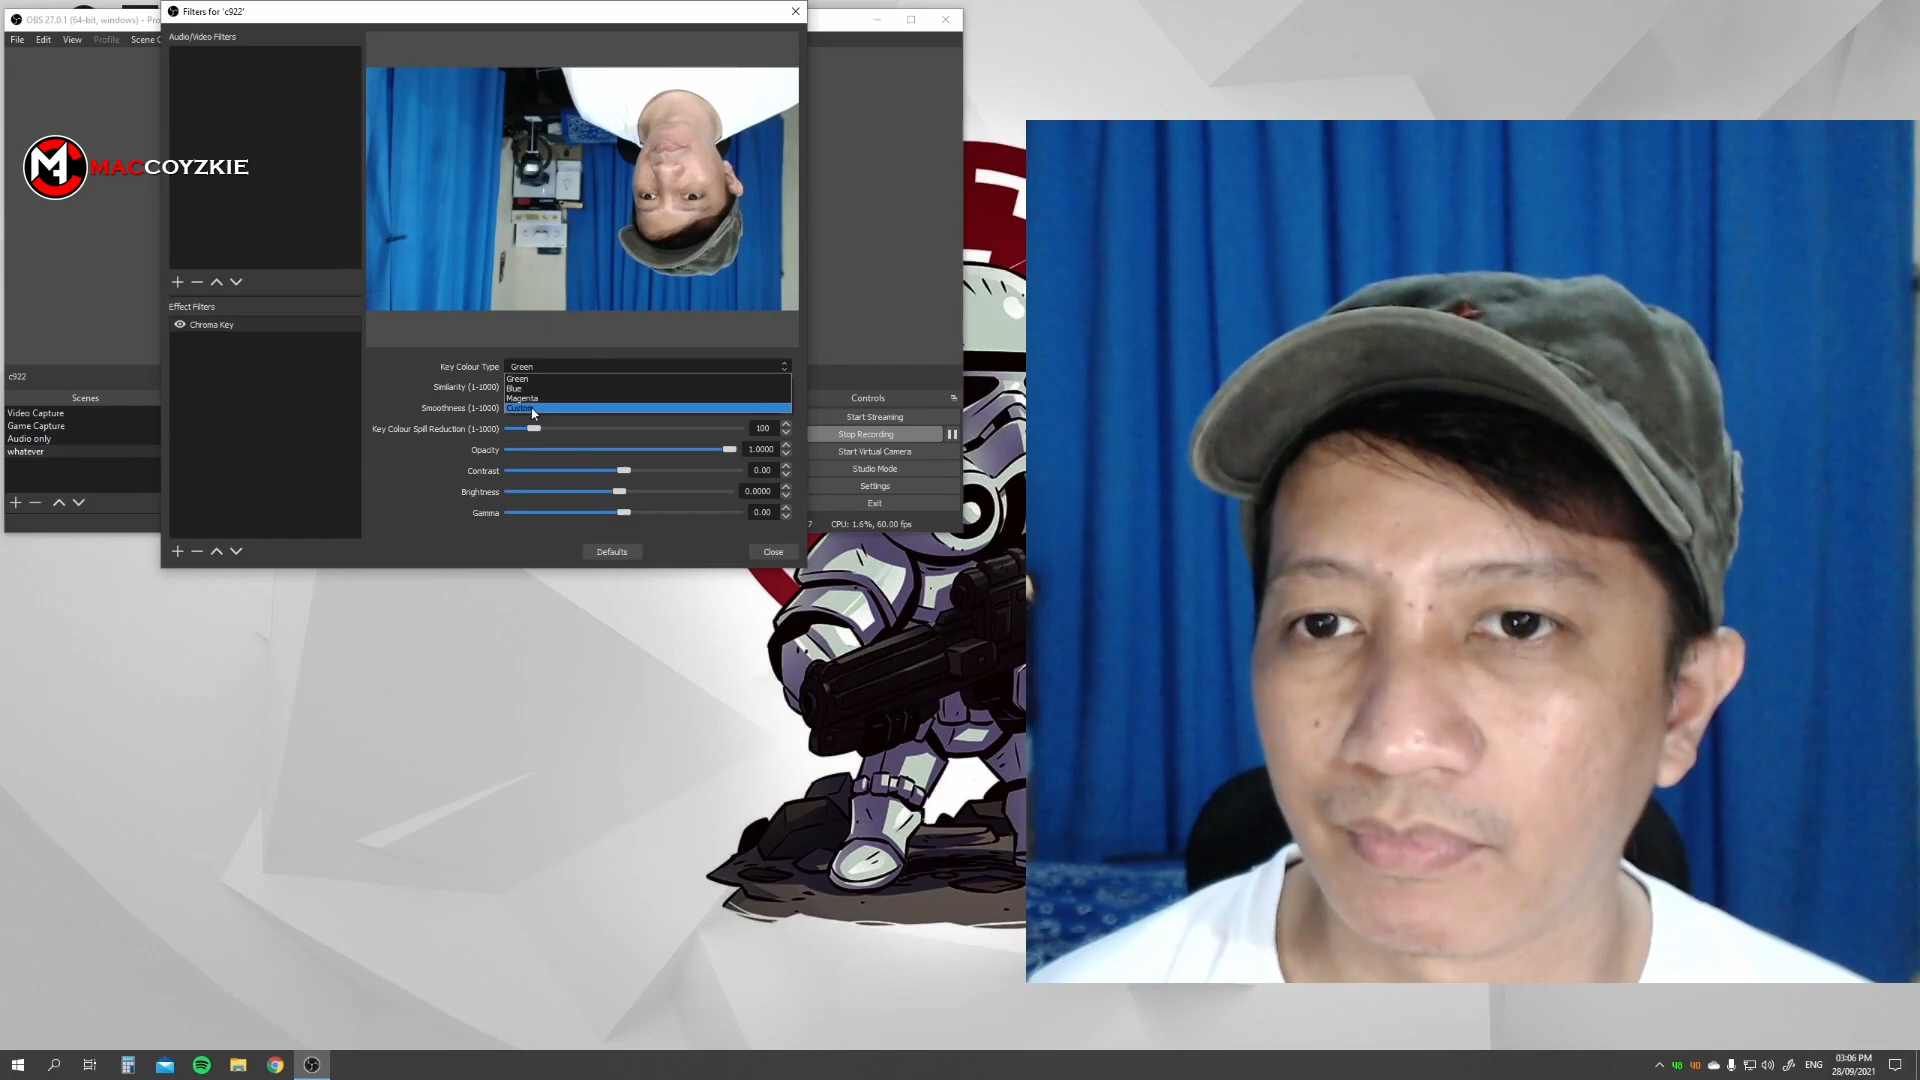 OBS 27.0.1 (64-bit, windows) - Pro
Filters for 'c922'
File Edit View Profile Scene C
Audio/Video Filters
MACCOYZKIE
Effect Filters
Chroma Key
Key Colour Type Green
Green
Blue
Magenta
Custom
Similarity (1-1000)
Smoothness (1-1000)
Key Colour Spill Reduction (1-1000) 100
Opacity 1.0000
Contrast 0.00
Brightness 0.0000
Gamma 0.00
Defaults
Close
c922
Scenes
Video Capture
Game Capture
Audio only
whatever
Controls
Start Streaming
Stop Recording
Start Virtual Camera
Studio Mode
Settings
Exit
7 CPU: 1.6%, 60.00 fps
48 40 ENG
03:06 PM
28/09/2021